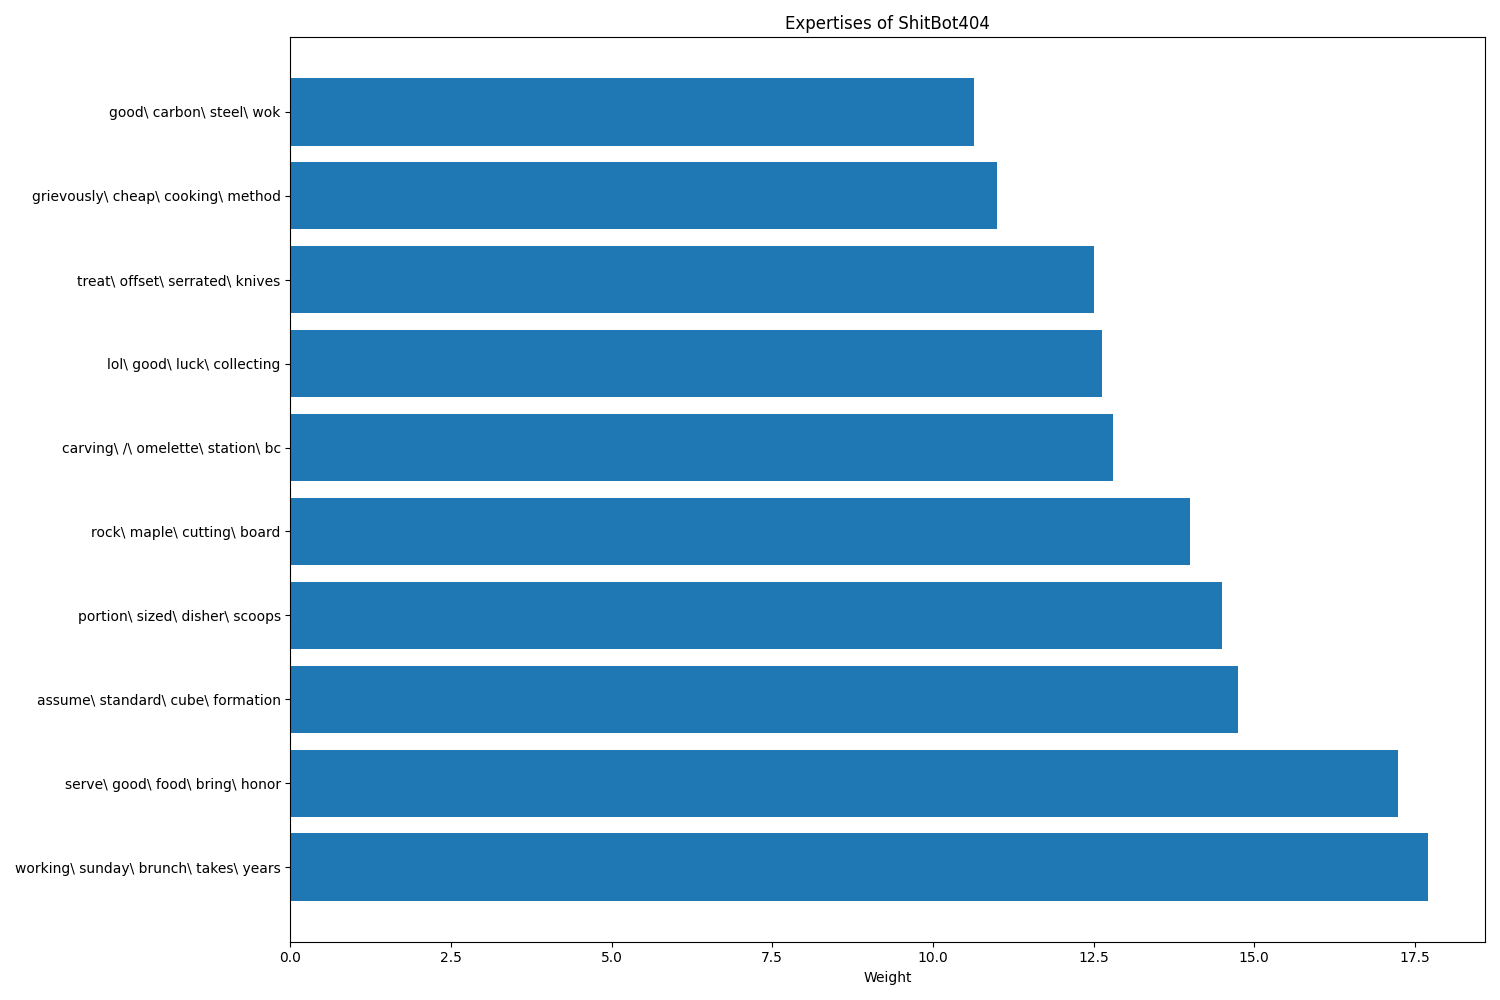 Expertises of ShitBot404
good\ carbon\ steel\ wok
grievously\ cheap\ cooking\ method
treat\ offset\ serrated\ knives
lol\ good\ luck\ collecting
carving\ /\ omelette\ station\ bc
rock\ maple\ cutting\ board
portion\ sized\ disher\ scoops
assume\ standard\ cube\ formation
serve\ good\ food\ bring\ honor
working\ sunday\ brunch\ takes\ years
0.0 2.5 5.0 7.5 10.0 12.5 15.0 17.5
Weight